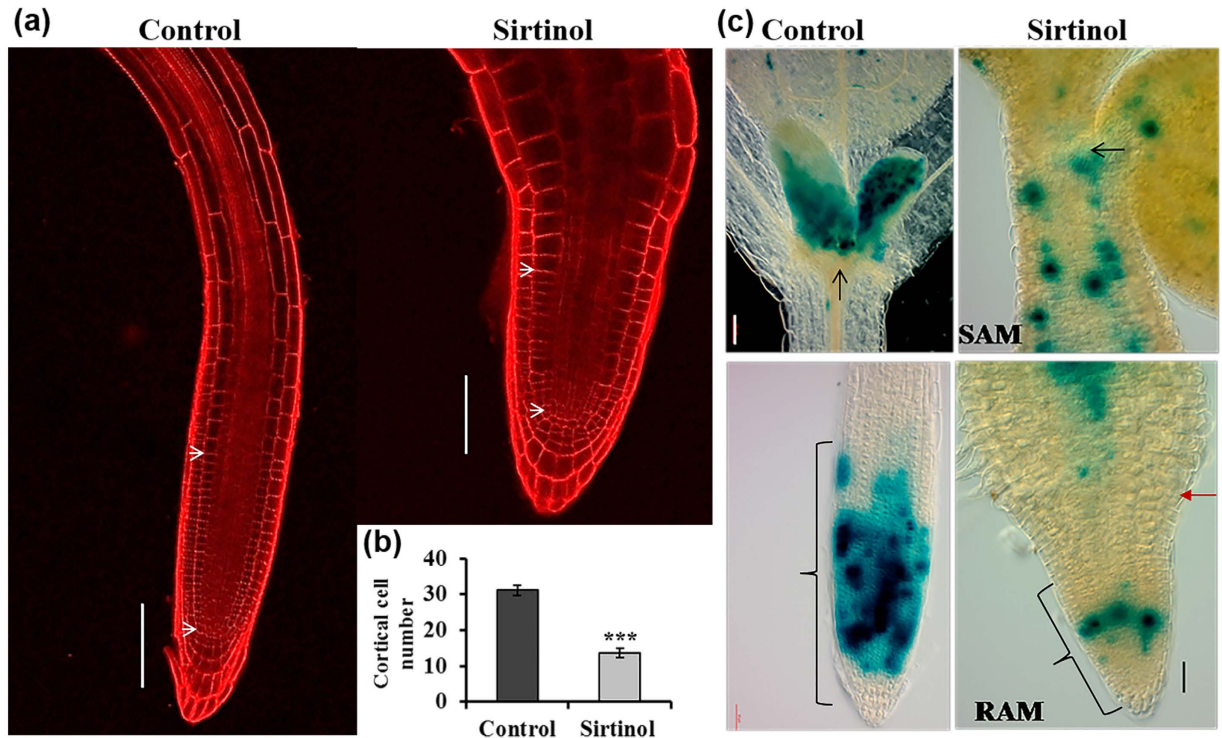 (a)
Control
Sirtinol
(b)
40
30
20
10
0
Cortical cell
number
***
Control
Sirtinol
(c)
Control
Sirtinol
SAM
RAM